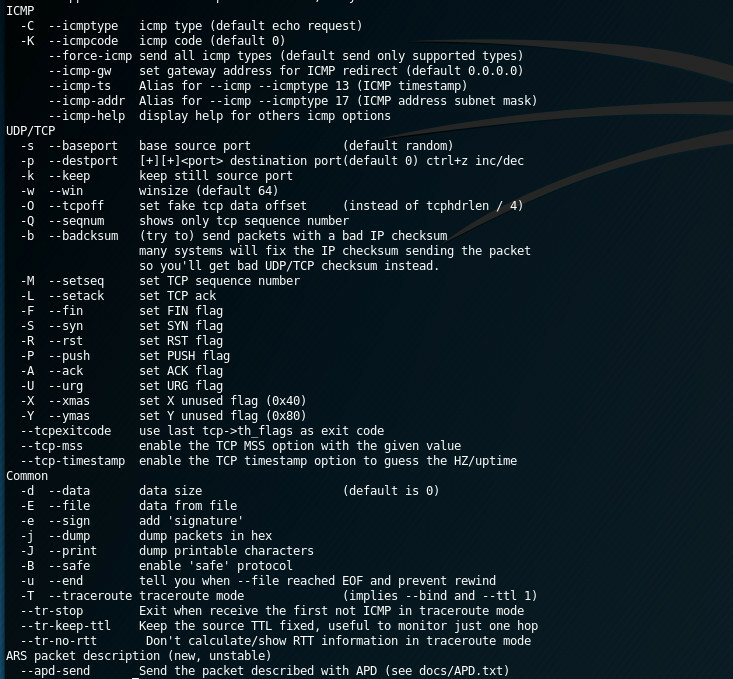 ICMP
  -C  --icmptype   icmp type (default echo request)
  -K  --icmpcode   icmp code (default 0)
      --force-icmp send all icmp types (default send only supported types)
      --icmp-gw    set gateway address for ICMP redirect (default 0.0.0.0)
      --icmp-ts    Alias for --icmp --icmptype 13 (ICMP timestamp)
      --icmp-addr  Alias for --icmp --icmptype 17 (ICMP address subnet mask)
      --icmp-help  display help for others icmp options
UDP/TCP
  -s  --baseport   base source port             (default random)
  -p  --destport   [+][+]<port> destination port(default 0) ctrl+z inc/dec
  -k  --keep       keep still source port
  -w  --win        winsize (default 64)
  -O  --tcpoff     set fake tcp data offset     (instead of tcphdrlen / 4)
  -Q  --seqnum     shows only tcp sequence number
  -b  --badcksum   (try to) send packets with a bad IP checksum
                   many systems will fix the IP checksum sending the packet
                   so you'll get bad UDP/TCP checksum instead.
  -M  --setseq     set TCP sequence number
  -L  --setack     set TCP ack
  -F  --fin        set FIN flag
  -S  --syn        set SYN flag
  -R  --rst        set RST flag
  -P  --push       set PUSH flag
  -A  --ack        set ACK flag
  -U  --urg        set URG flag
  -X  --xmas       set X unused flag (0x40)
  -Y  --ymas       set Y unused flag (0x80)
  --tcpexitcode    use last tcp->th_flags as exit code
  --tcp-mss        enable the TCP MSS option with the given value
  --tcp-timestamp  enable the TCP timestamp option to guess the HZ/uptime
Common
  -d  --data       data size                    (default is 0)
  -E  --file       data from file
  -e  --sign       add 'signature'
  -j  --dump       dump packets in hex
  -J  --print      dump printable characters
  -B  --safe       enable 'safe' protocol
  -u  --end        tell you when --file reached EOF and prevent rewind
  -T  --traceroute traceroute mode              (implies --bind and --ttl 1)
  --tr-stop        Exit when receive the first not ICMP in traceroute mode
  --tr-keep-ttl    Keep the source TTL fixed, useful to monitor just one hop
  --tr-no-rtt       Don't calculate/show RTT information in traceroute mode
ARS packet description (new, unstable)
  --apd-send       Send the packet described with APD (see docs/APD.txt)